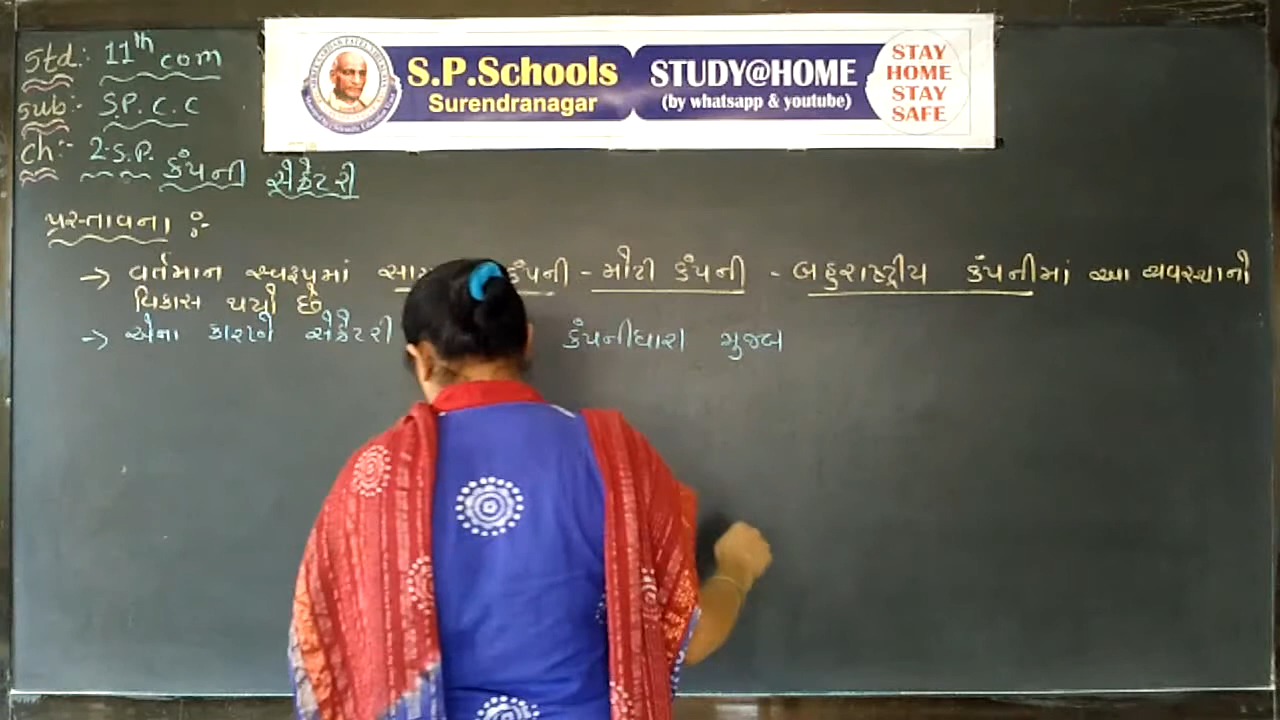 Std:- 11th com
Sub:- S.P.C.C
Ch:- 2-S.P. કંપની સેક્રેટરી
S.P.Schools
Surendranagar
STUDY@HOME
(by whatsapp & youtube)
STAY
HOME
STAY
SAFE
પ્રસ્તાવના :-
→ વર્તમાન સ્વરૂપમાં કંપની - મોટી કંપની - બહુરાષ્ટ્રીય કંપનીમાં આ વ્યવસ્થાનો
વિકાસ થયો છે
→ એના કારણે સેક્રેટરી કંપનીધારા મુજબ